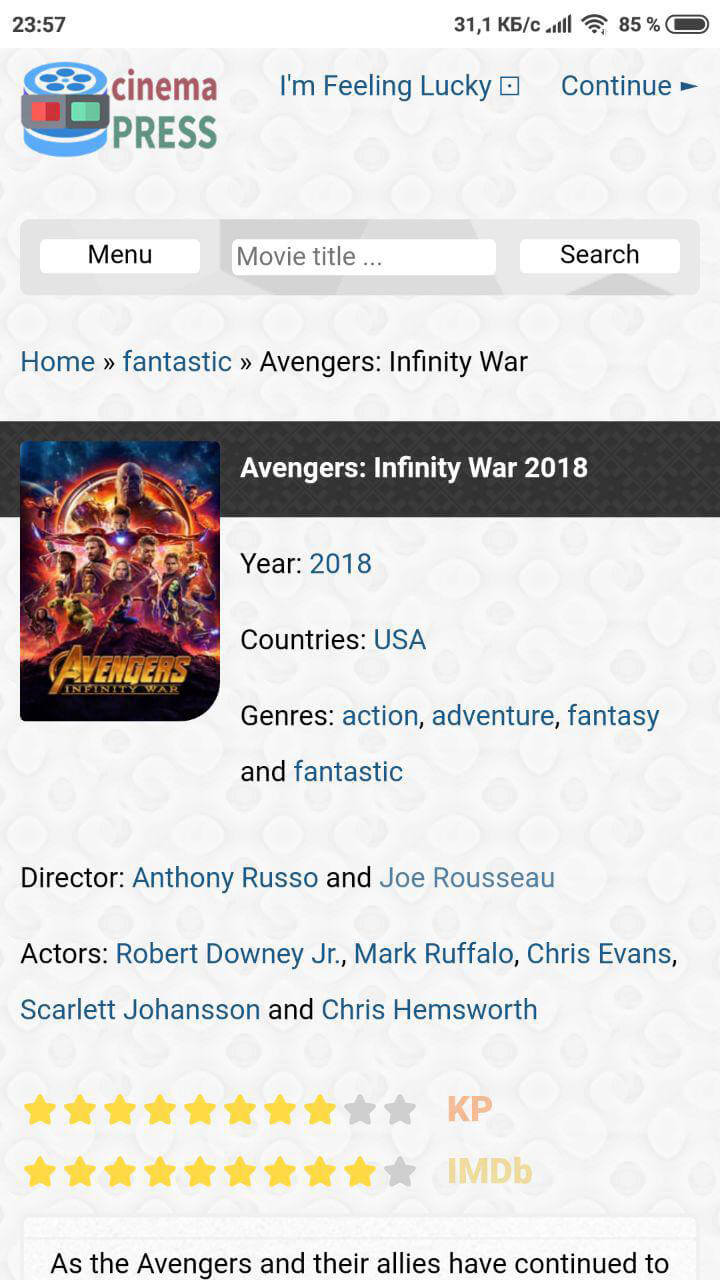 23:57
31,1 КБ/с
85 %
cinema
PRESS
I'm Feeling Lucky ⊡
Continue ►
Menu
Movie title ...
Search
Home » fantastic » Avengers: Infinity War
AVENGERS
INFINITY WAR
Avengers: Infinity War 2018
Year: 2018
Countries: USA
Genres: action, adventure, fantasy
and fantastic
Director: Anthony Russo and Joe Rousseau
Actors: Robert Downey Jr., Mark Ruffalo, Chris Evans,
Scarlett Johansson and Chris Hemsworth
KP
IMDb
As the Avengers and their allies have continued to